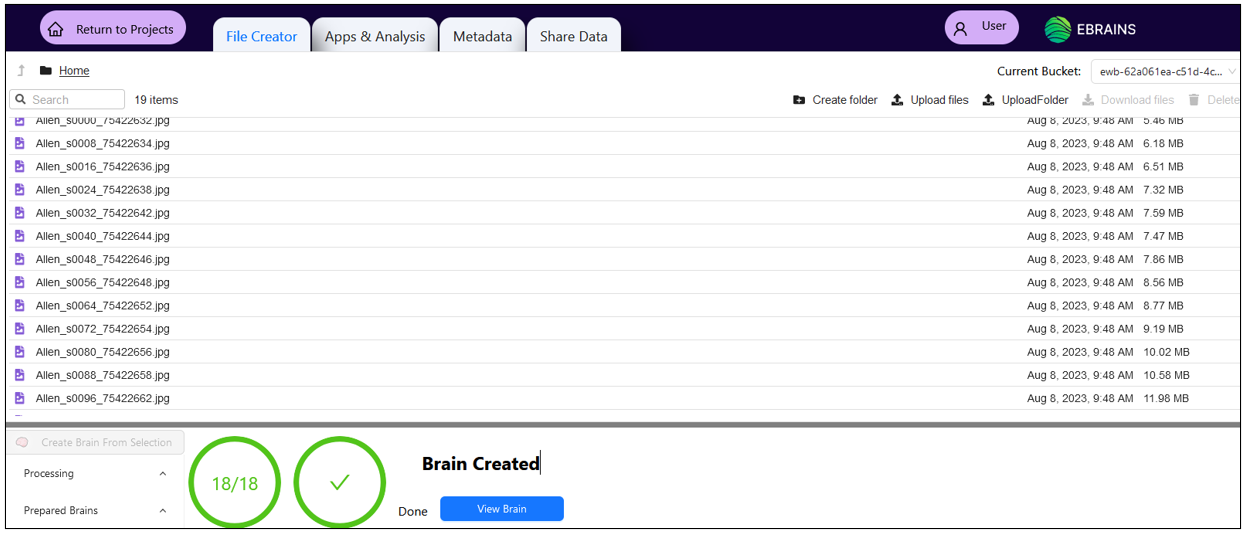 Return to Projects
File Creator
Apps & Analysis
Metadata
Share Data
User
EBRAINS
Home
Current Bucket:
ewb-62a061ea-c51d-4c...
Search
19 items
Create folder
Upload files
UploadFolder
Download files
Delete
Allen_s0000_75422632.jpg Aug 8, 2023, 9:48 AM 5.46 MB
Allen_s0008_75422634.jpg Aug 8, 2023, 9:48 AM 6.18 MB
Allen_s0016_75422636.jpg Aug 8, 2023, 9:48 AM 6.51 MB
Allen_s0024_75422638.jpg Aug 8, 2023, 9:48 AM 7.32 MB
Allen_s0032_75422642.jpg Aug 8, 2023, 9:48 AM 7.59 MB
Allen_s0040_75422644.jpg Aug 8, 2023, 9:48 AM 7.47 MB
Allen_s0048_75422646.jpg Aug 8, 2023, 9:48 AM 7.86 MB
Allen_s0056_75422648.jpg Aug 8, 2023, 9:48 AM 8.56 MB
Allen_s0064_75422652.jpg Aug 8, 2023, 9:48 AM 8.77 MB
Allen_s0072_75422654.jpg Aug 8, 2023, 9:48 AM 9.19 MB
Allen_s0080_75422656.jpg Aug 8, 2023, 9:48 AM 10.02 MB
Allen_s0088_75422658.jpg Aug 8, 2023, 9:48 AM 10.58 MB
Allen_s0096_75422662.jpg Aug 8, 2023, 9:48 AM 11.98 MB
Create Brain From Selection
Processing
Prepared Brains
18/18
Brain Created
Done
View Brain